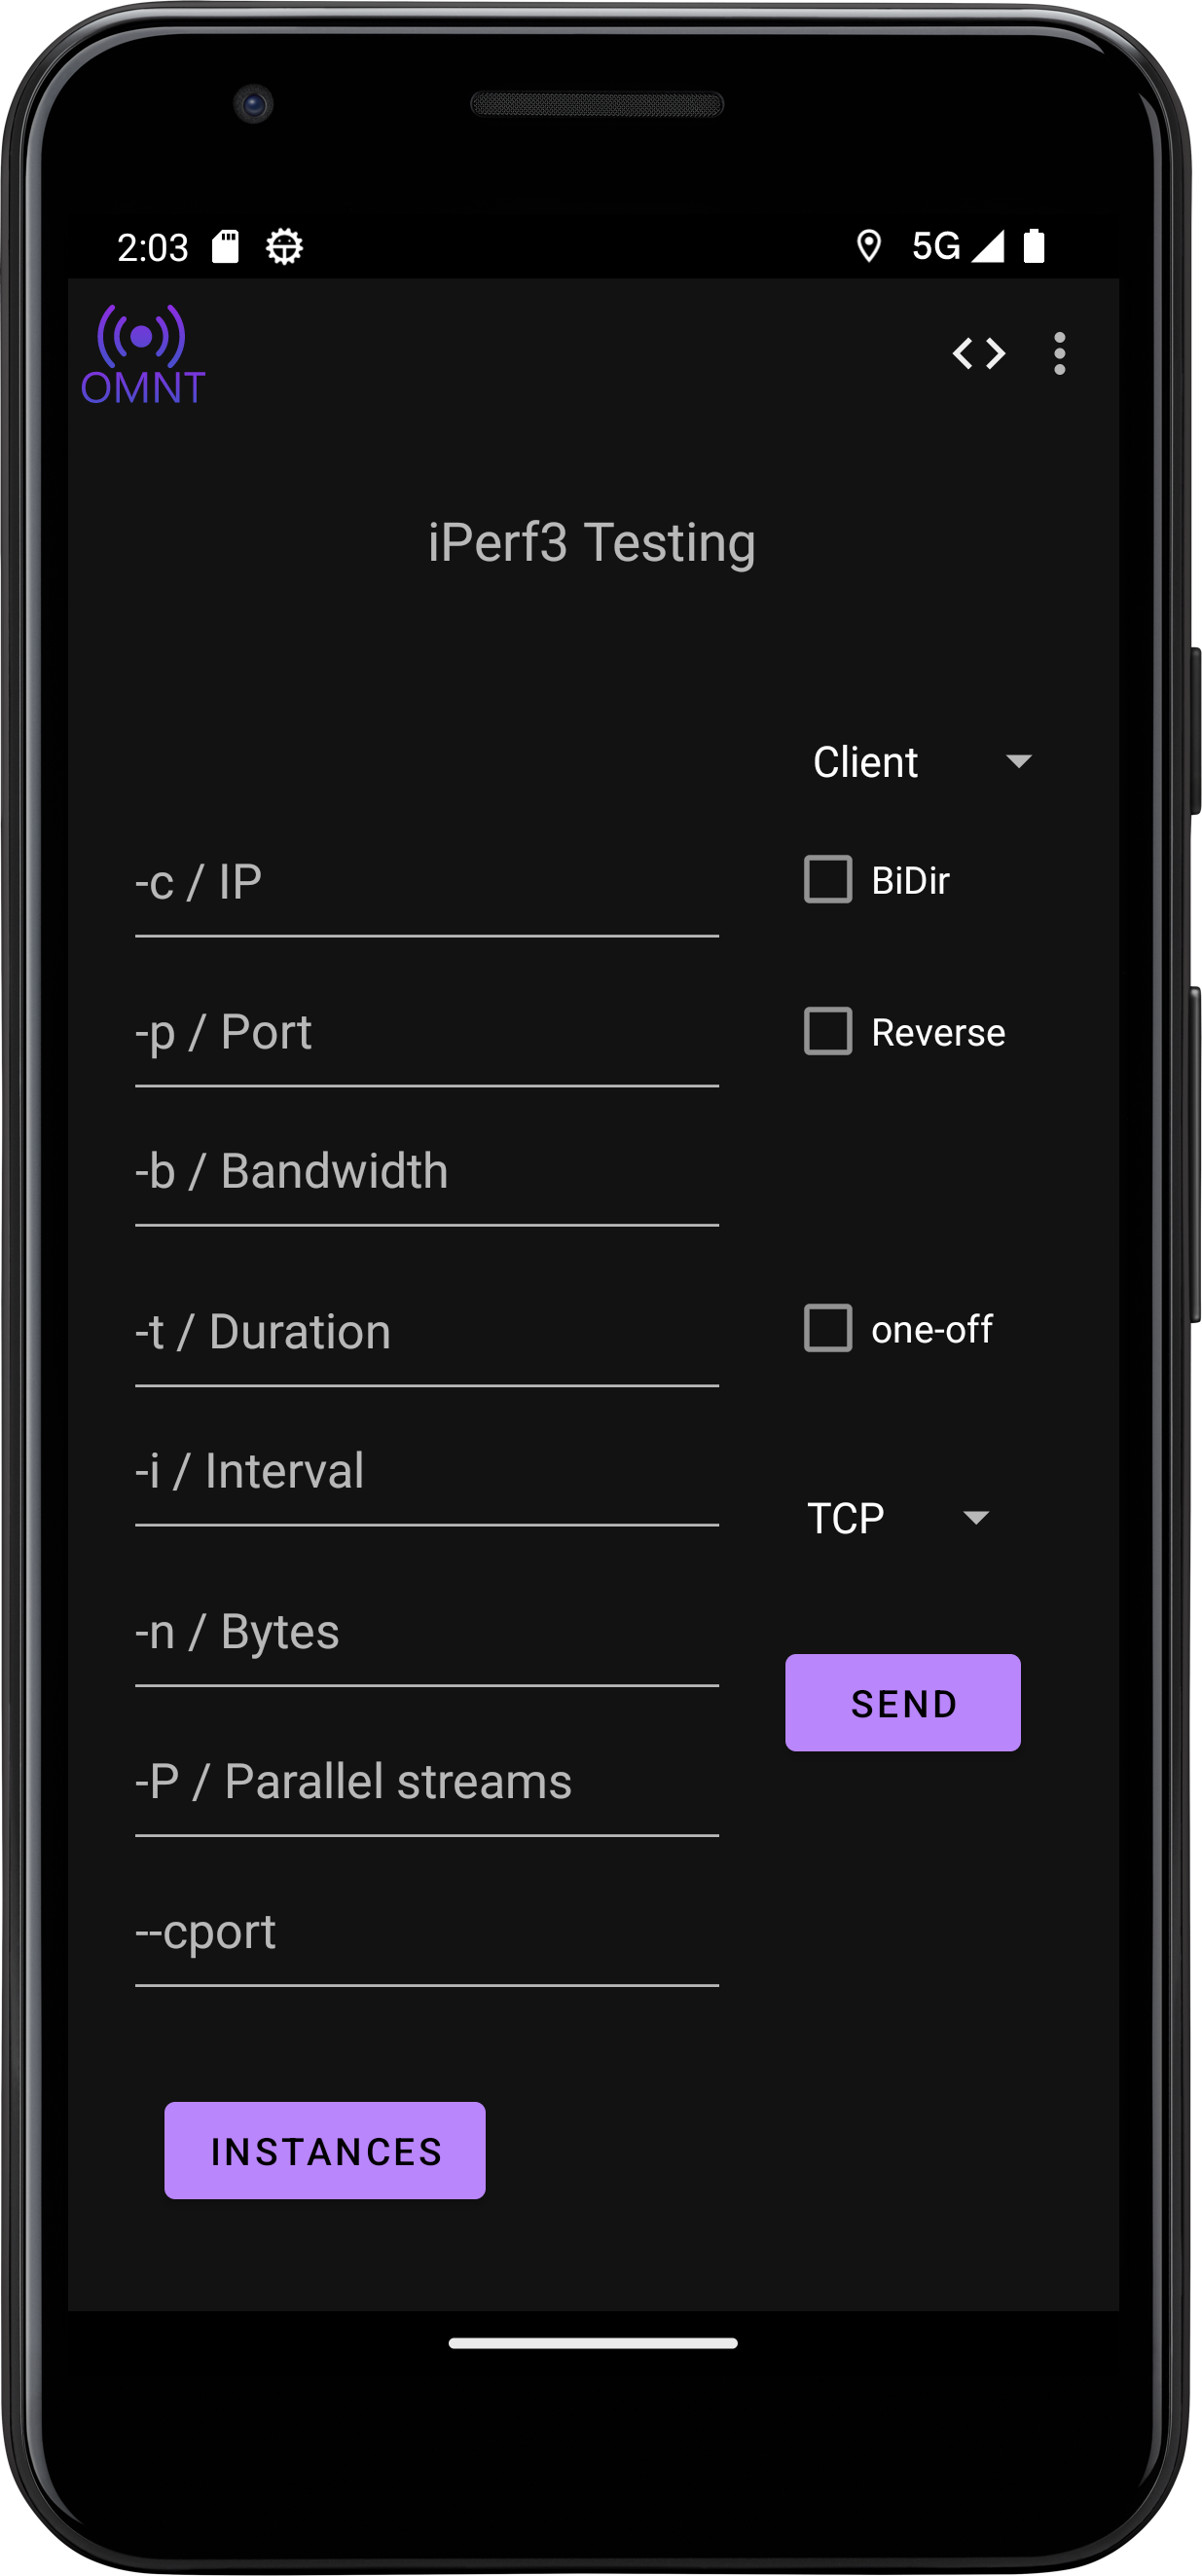 2:03 5G
OMNT
iPerf3 Testing
Client
-c / IP
BiDir
-p / Port
Reverse
-b / Bandwidth
-t / Duration
one-off
-i / Interval
TCP
-n / Bytes
SEND
-P / Parallel streams
--cport
INSTANCES